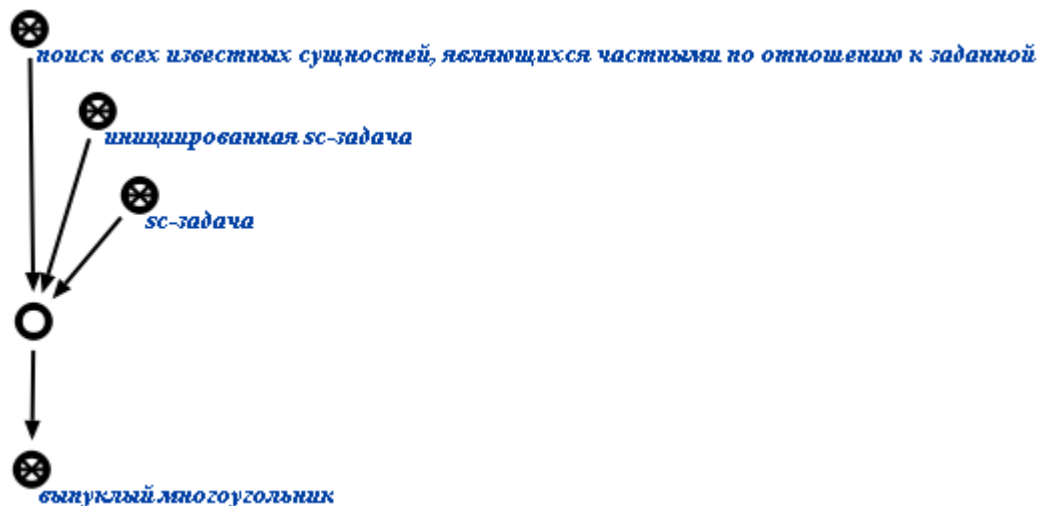 поиск всех известных сущностей, являющихся частными по отношению к заданной
инициированная sc-задача
sc-задача
выпуклый многоугольник